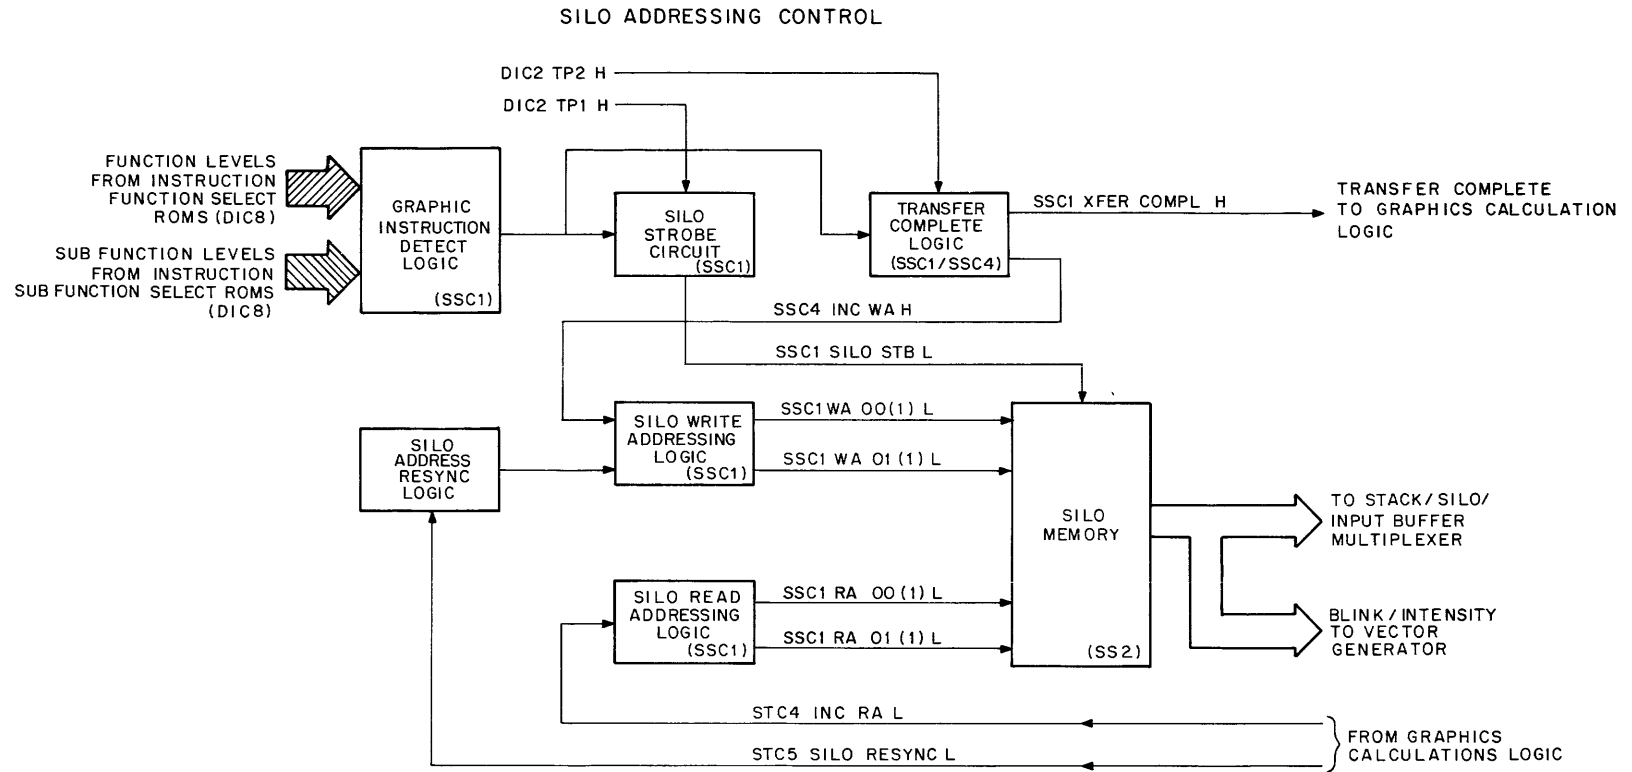 SILO ADDRESSING CONTROL
DIC2 TP2 H
DIC2 TP1 H
FUNCTION LEVELS
FROM INSTRUCTION
FUNCTION SELECT
ROMS (DIC8)
SUB FUNCTION LEVELS
FROM INSTRUCTION
SUB FUNCTION SELECT ROMS
(DIC8)
GRAPHIC
INSTRUCTION
DETECT
LOGIC
(SSC1)
SILO
STROBE
CIRCUIT
(SSC1)
TRANSFER
COMPLETE
LOGIC
(SSC1/SSC4)
SSC1 XFER COMPL H
TRANSFER COMPLETE
TO GRAPHICS CALCULATION
LOGIC
SSC4 INC WA H
SSC1 SILO STB L
SILO
ADDRESS
RESYNC
LOGIC
SILO WRITE
ADDRESSING
LOGIC
(SSC1)
SSC1 WA 00(1) L
SSC1 WA 01(1) L
SILO READ
ADDRESSING
LOGIC
(SSC1)
SSC1 RA 00(1) L
SSC1 RA 01(1) L
SILO
MEMORY
(SS2)
TO STACK/SILO/
INPUT BUFFER
MULTIPLEXER
BLINK/INTENSITY
TO VECTOR
GENERATOR
STC4 INC RA L
STC5 SILO RESYNC L
FROM GRAPHICS
CALCULATIONS LOGIC